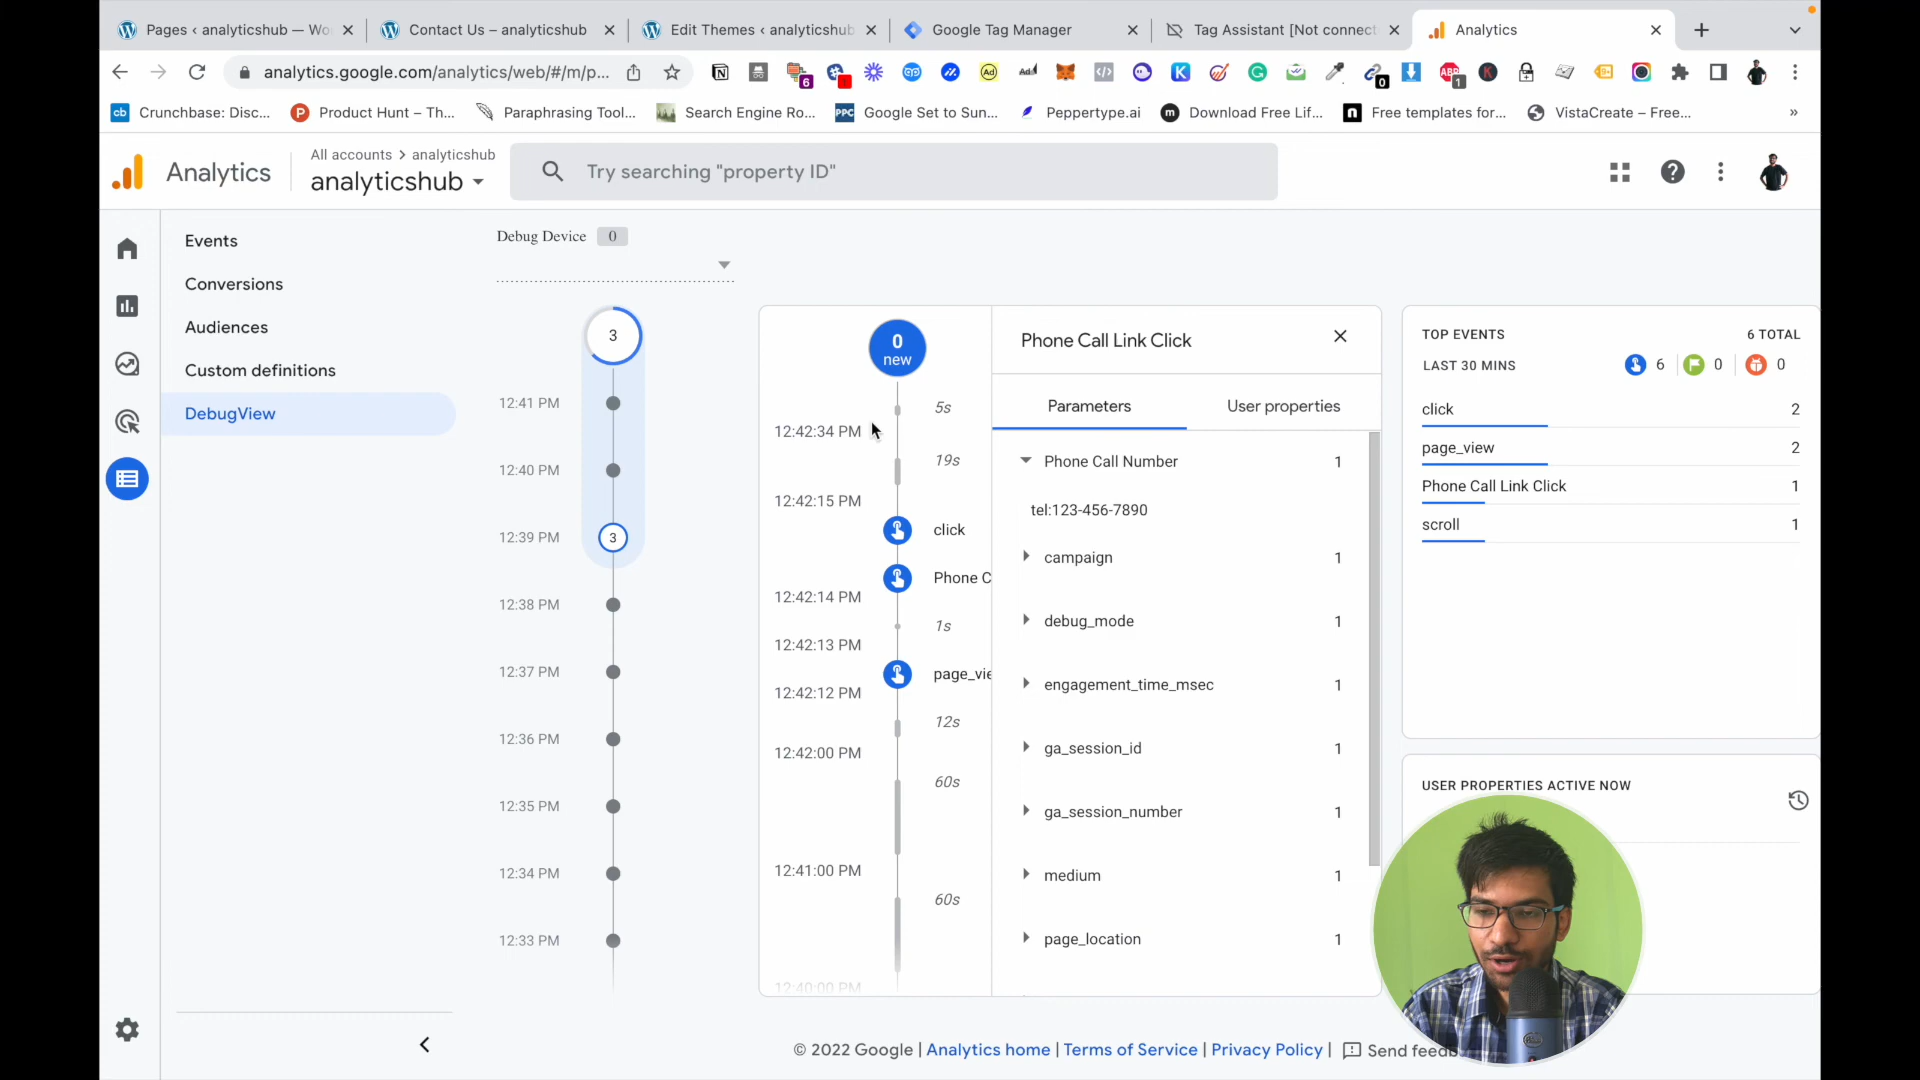 Pages ‹ analyticshub — Wo
Contact Us – analyticshub
Edit Themes ‹ analyticshub
Google Tag Manager
Tag Assistant [Not connect
Analytics
analytics.google.com/analytics/web/#/m/p...
6
0
1
Crunchbase: Disc...
Product Hunt – Th...
Paraphrasing Tool...
Search Engine Ro...
PPC
Google Set to Sun...
Peppertype.ai
Download Free Lif...
Free templates for...
VistaCreate – Free...
»
Analytics
All accounts > analyticshub
analyticshub
Try searching "property ID"
Events
Conversions
Audiences
Custom definitions
DebugView
Debug Device 0
3
12:41 PM
12:40 PM
12:39 PM 3
12:38 PM
12:37 PM
12:36 PM
12:35 PM
12:34 PM
12:33 PM
0
new
5s
12:42:34 PM
19s
12:42:15 PM
click
Phone C
12:42:14 PM
1s
12:42:13 PM
page_vie
12:42:12 PM
12s
12:42:00 PM
60s
12:41:00 PM
60s
12:40:00 PM
Phone Call Link Click
Parameters
User properties
Phone Call Number 1
tel:123-456-7890
campaign 1
debug_mode 1
engagement_time_msec 1
ga_session_id 1
ga_session_number 1
medium 1
page_location 1
TOP EVENTS 6 TOTAL
LAST 30 MINS 6 0 0
click 2
page_view 2
Phone Call Link Click 1
scroll 1
USER PROPERTIES ACTIVE NOW
© 2022 Google | Analytics home | Terms of Service | Privacy Policy | Send feedb